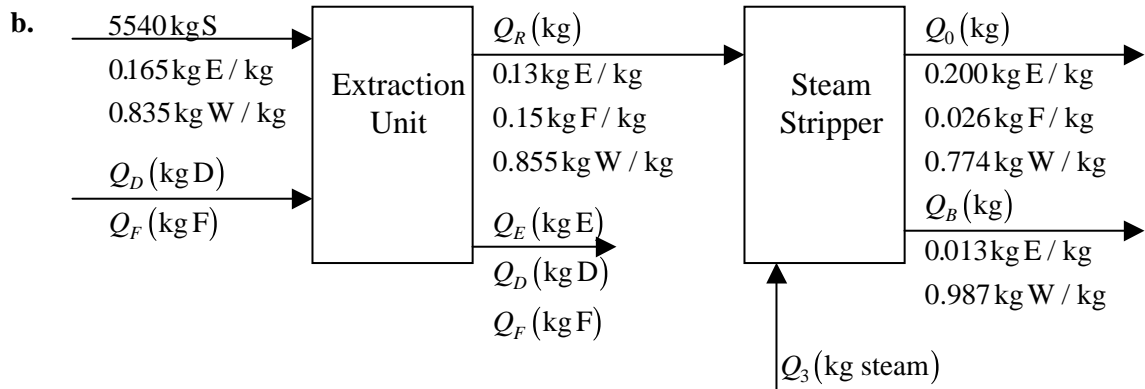 b.
5540 kg S
0.165 kg E / kg
0.835 kg W / kg
Q_D (kg D)
Q_F (kg F)
Extraction
Unit
Q_R (kg)
0.13 kg E / kg
0.15 kg F / kg
0.855 kg W / kg
Q_E (kg E)
Q_D (kg D)
Q_F (kg F)
Steam
Stripper
Q_0 (kg)
0.200 kg E / kg
0.026 kg F / kg
0.774 kg W / kg
Q_B (kg)
0.013 kg E / kg
0.987 kg W / kg
Q_3 (kg steam)